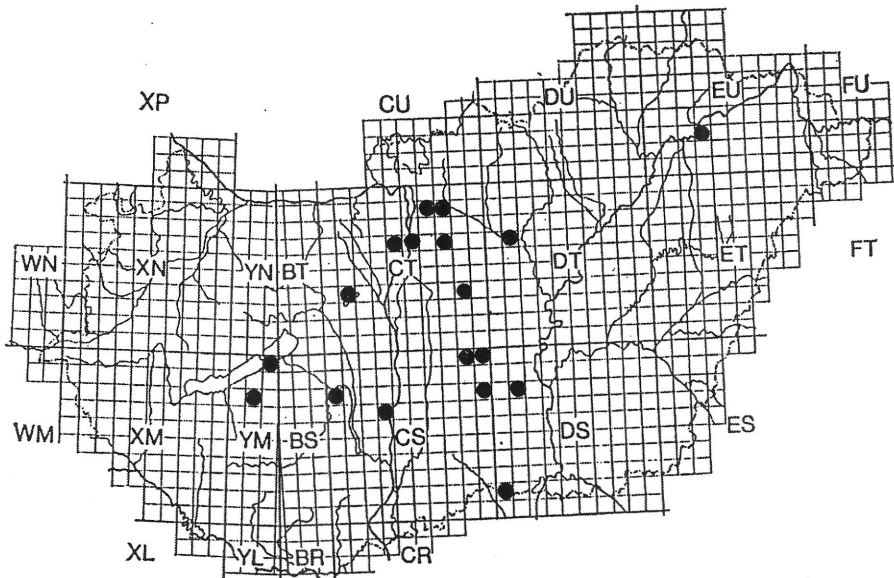 XP CU DU EU FU
WN XN YN BT CT DT ET FT
WM XM YM BS CS DS ES
XL YL BR CR